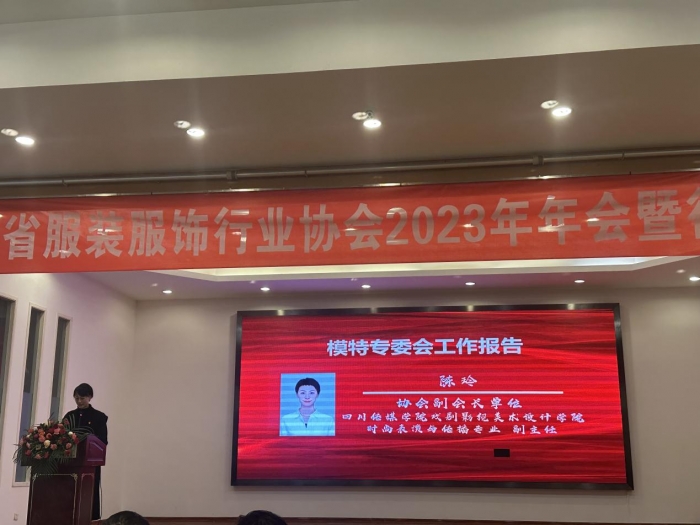 省服装服饰行业协会2023年年会暨
模特专委会工作报告
陈玲
协会副会长单位
四川传媒学院戏剧影视美术设计学院
时尚表演与传播专业 副主任